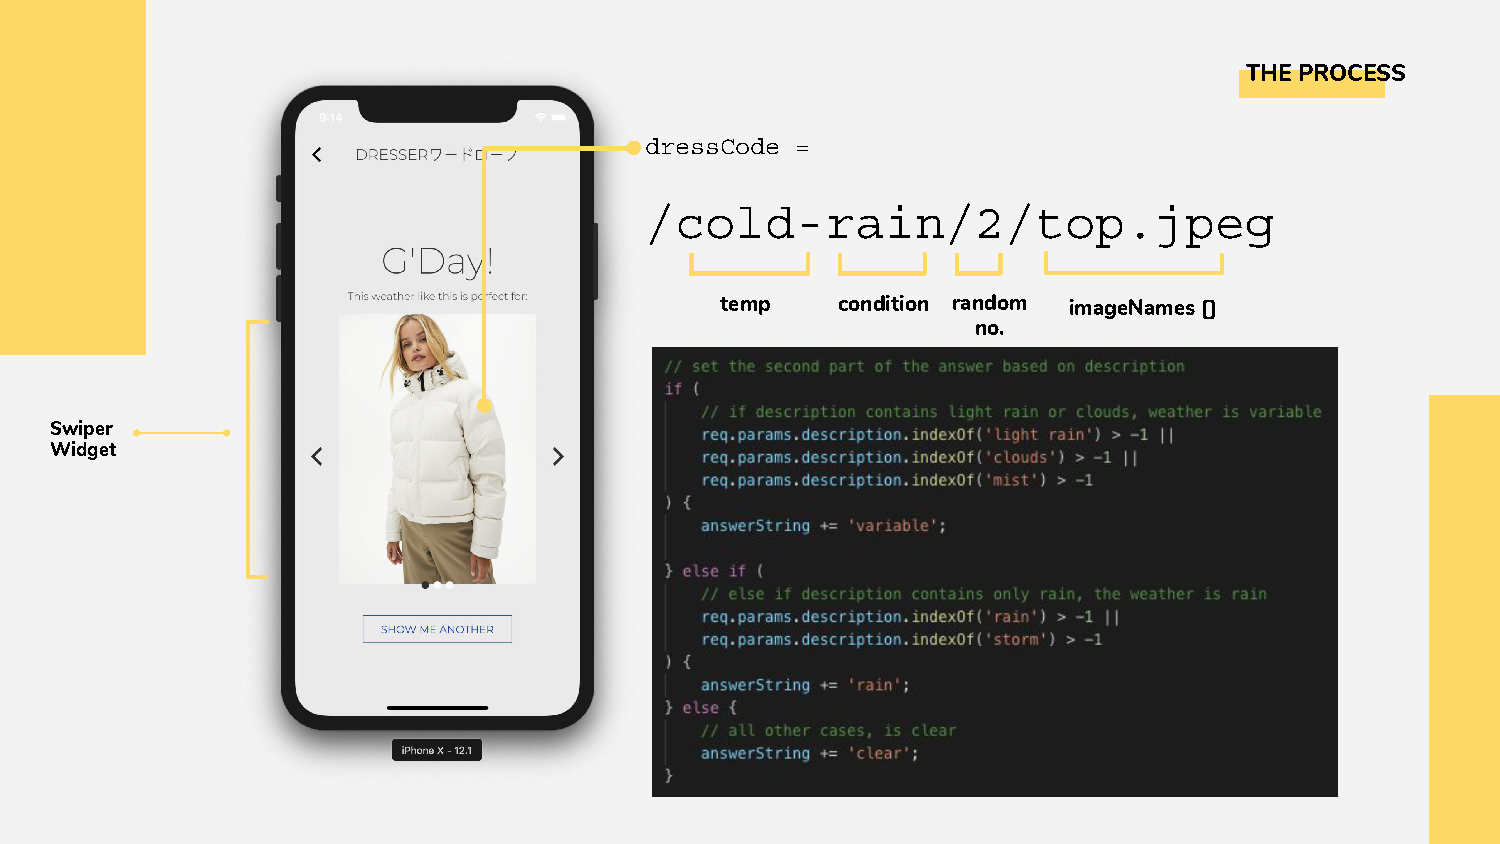 THE PROCESS
9:14
DRESSERワードローブ
G'Day!
This weather like this is perfect for:
SHOW ME ANOTHER
iPhone X - 12.1
Swiper
Widget
dressCode =
/cold-rain/2/top.jpeg
temp
condition
random
no.
imageNames []
// set the second part of the answer based on description
if (
// if description contains light rain or clouds, weather is variable
req.params.description.indexOf('light rain') > -1 ||
req.params.description.indexOf('clouds') > -1 ||
req.params.description.indexOf('mist') > -1
) {
answerString += 'variable';
} else if (
// else if description contains only rain, the weather is rain
req.params.description.indexOf('rain') > -1 ||
req.params.description.indexOf('storm') > -1
) {
answerString += 'rain';
} else {
// all other cases, is clear
answerString += 'clear';
}